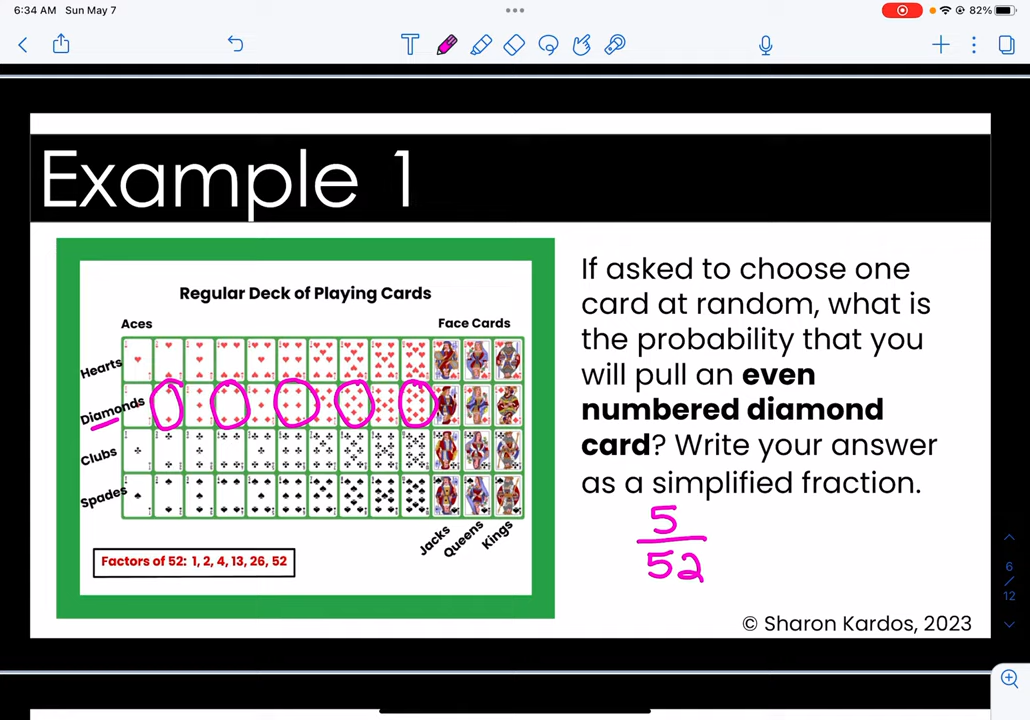 6:34 AM Sun May 7
82%
Example 1
Regular Deck of Playing Cards
Aces
Face Cards
Hearts
Diamonds
Clubs
Spades
Jacks
Queens
Kings
Factors of 52: 1, 2, 4, 13, 26, 52
If asked to choose one
card at random, what is
the probability that you
will pull an even
numbered diamond
card? Write your answer
as a simplified fraction.
5
52
© Sharon Kardos, 2023
6
/
12